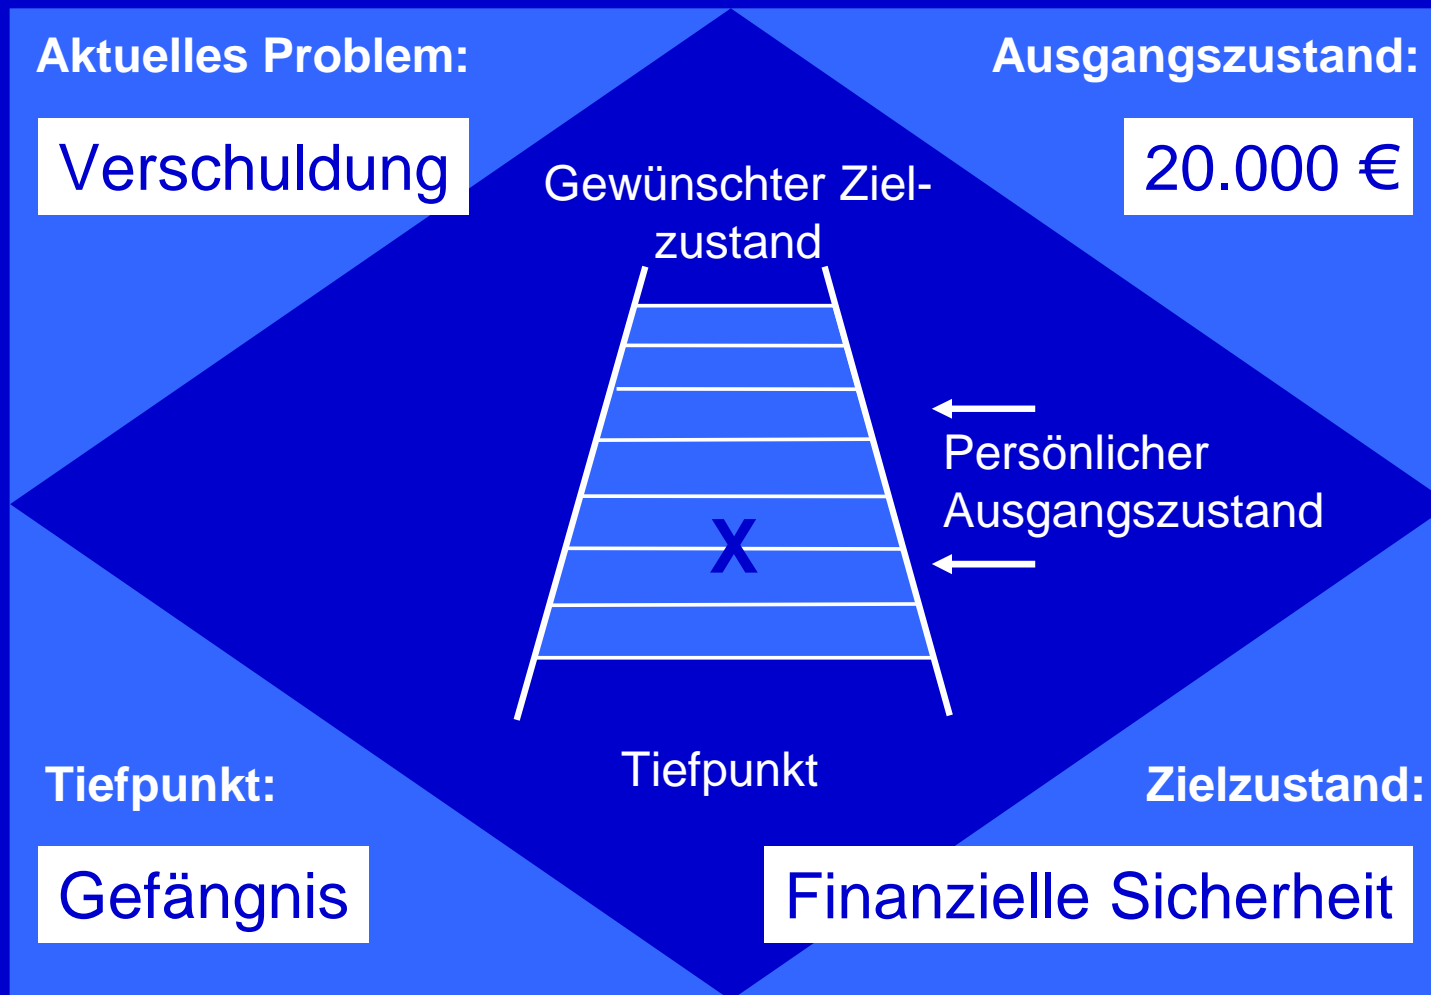 Aktuelles Problem:
Ausgangszustand:
Verschuldung
20.000 €
Gewünschter Ziel-
zustand
Persönlicher
Ausgangszustand
X
Tiefpunkt
Tiefpunkt:
Zielzustand:
Gefängnis
Finanzielle Sicherheit